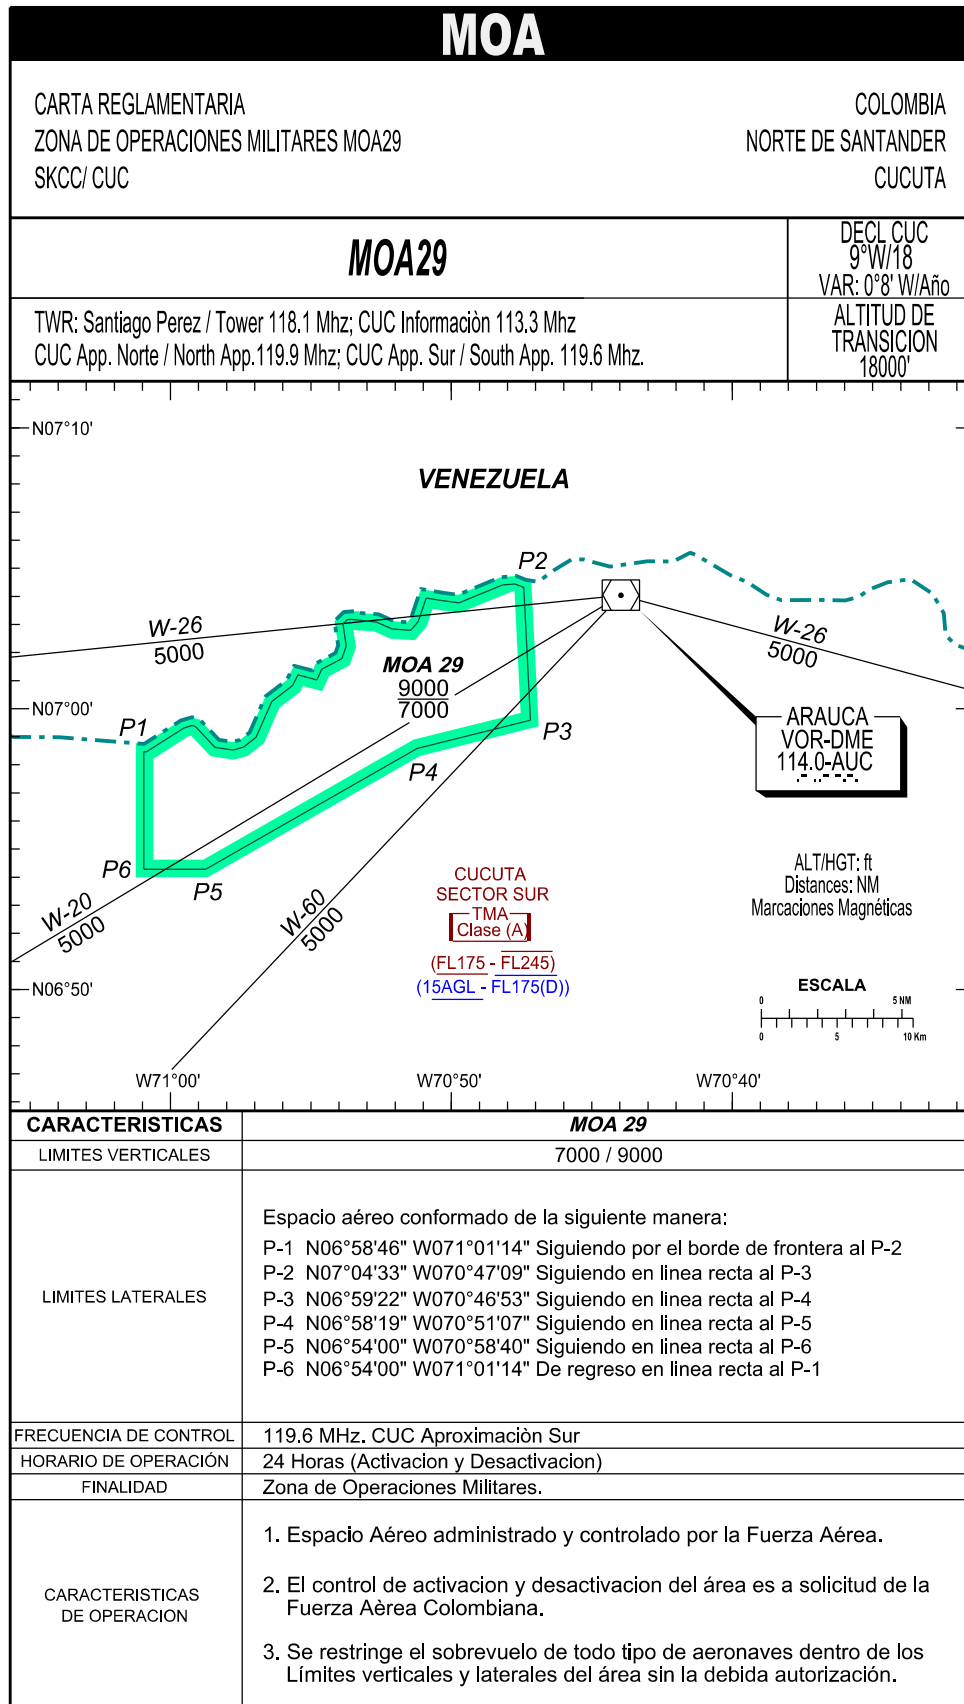 MOA
CARTA REGLAMENTARIA
ZONA DE OPERACIONES MILITARES MOA29
SKCC/ CUC
COLOMBIA
NORTE DE SANTANDER
CUCUTA
MOA29
DECL CUC
9°W/18
VAR: 0°8' W/Año
TWR: Santiago Perez / Tower 118.1 Mhz; CUC Informaciòn 113.3 Mhz
CUC App. Norte / North App.119.9 Mhz; CUC App. Sur / South App. 119.6 Mhz.
ALTITUD DE
TRANSICION
18000'
N07°10'
VENEZUELA
P2
W-26
5000
W-26
5000
MOA 29
9000
7000
N07°00'
P1
P3
P4
ARAUCA
VOR-DME
114.0-AUC
P6
P5
W-20
5000
W-60
5000
CUCUTA
SECTOR SUR
TMA
Clase (A)
(FL175 - FL245)
(15AGL - FL175(D))
ALT/HGT: ft
Distances: NM
Marcaciones Magnéticas
N06°50'
ESCALA
0 5 NM
0 5 10 Km
W71°00'
W70°50'
W70°40'
CARACTERISTICAS
MOA 29
LIMITES VERTICALES
7000 / 9000
LIMITES LATERALES
Espacio aéreo conformado de la siguiente manera:
P-1 N06°58'46" W071°01'14" Siguiendo por el borde de frontera al P-2
P-2 N07°04'33" W070°47'09" Siguiendo en linea recta al P-3
P-3 N06°59'22" W070°46'53" Siguiendo en linea recta al P-4
P-4 N06°58'19" W070°51'07" Siguiendo en linea recta al P-5
P-5 N06°54'00" W070°58'40" Siguiendo en linea recta al P-6
P-6 N06°54'00" W071°01'14" De regreso en linea recta al P-1
FRECUENCIA DE CONTROL
119.6 MHz. CUC Aproximaciòn Sur
HORARIO DE OPERACIÓN
24 Horas (Activacion y Desactivacion)
FINALIDAD
Zona de Operaciones Militares.
CARACTERISTICAS
DE OPERACION
1. Espacio Aéreo administrado y controlado por la Fuerza Aérea.
2. El control de activacion y desactivacion del área es a solicitud de la
Fuerza Aèrea Colombiana.
3. Se restringe el sobrevuelo de todo tipo de aeronaves dentro de los
Límites verticales y laterales del área sin la debida autorización.